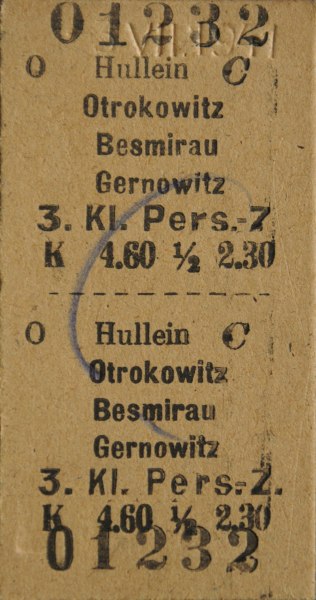 01232
O Hullein C
Otrokowitz
Besmirau
Gernowitz
3. Kl. Pers.-Z
K 4.60 ½ 2.30
O Hullein C
Otrokowitz
Besmirau
Gernowitz
3. Kl. Pers.-Z.
K 4.60 ½ 2.30
01232